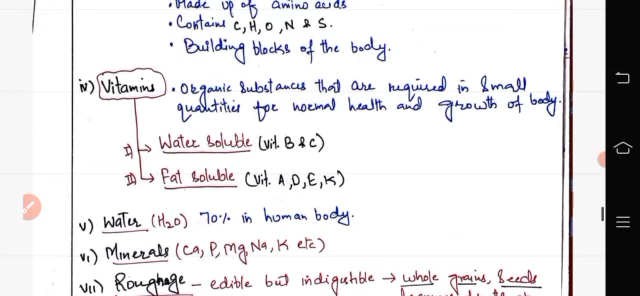 • Made up of amino acids
• Contains C, H, O, N & S.
• Building blocks of the body.
iv) Vitamins • Organic substances that are required in small
quantities for normal health and growth of body.
I) → Water soluble (vit. B & C)
II) → Fat soluble (vit. A, D, E, K)
v) Water (H2O) 70% in human body.
vi) Minerals (Ca, P, Mg, Na, K etc)
vii) Roughage – edible but indigestible → whole grains, seeds